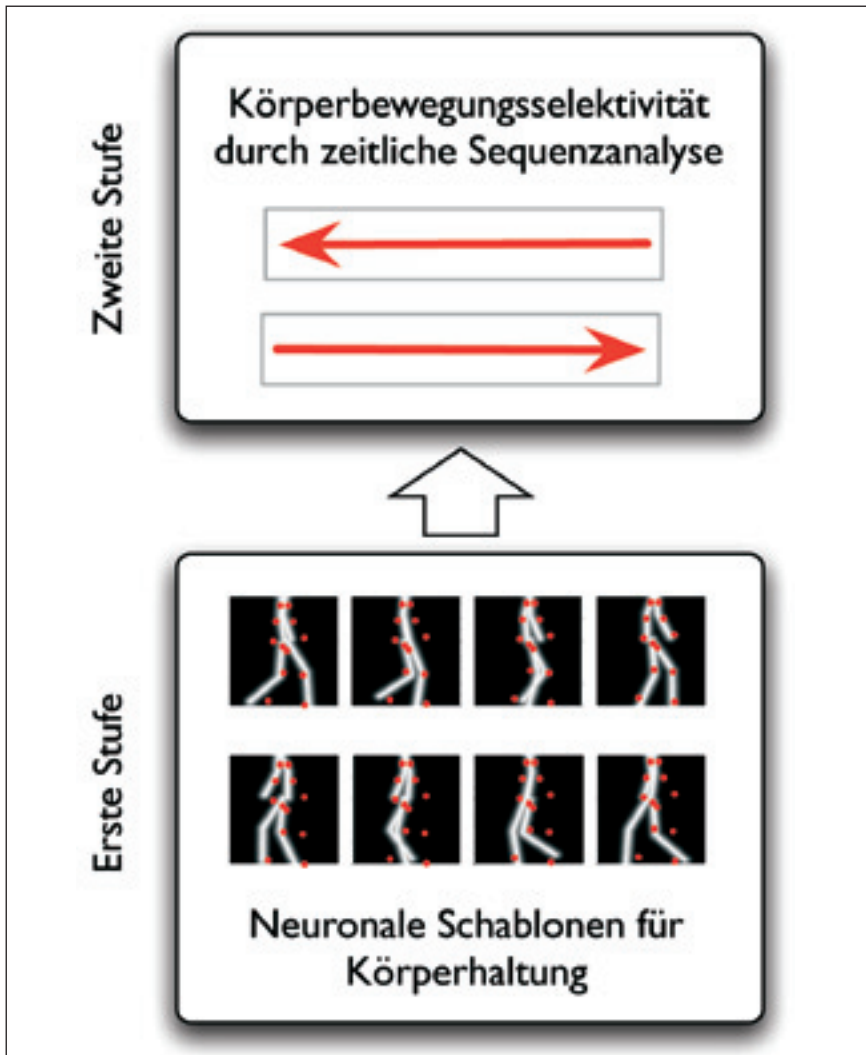 Zweite Stufe
Körperbewegungsselektivität
durch zeitliche Sequenzanalyse
Erste Stufe
Neuronale Schablonen für
Körperhaltung